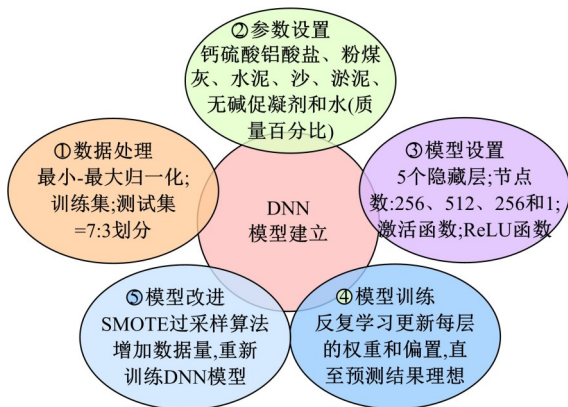 ①数据处理
最小-最大归一化;
训练集;测试集
=7:3划分
②参数设置
钙硫酸铝酸盐、粉煤
灰、水泥、沙、淤泥、
无碱促凝剂和水(质
量百分比)
③模型设置
5个隐藏层;节点
数:256、512、256和1;
激活函数;ReLU函数
④模型训练
反复学习更新每层
的权重和偏置,直
至预测结果理想
⑤模型改进
SMOTE过采样算法
增加数据量,重新
训练DNN模型
DNN
模型建立